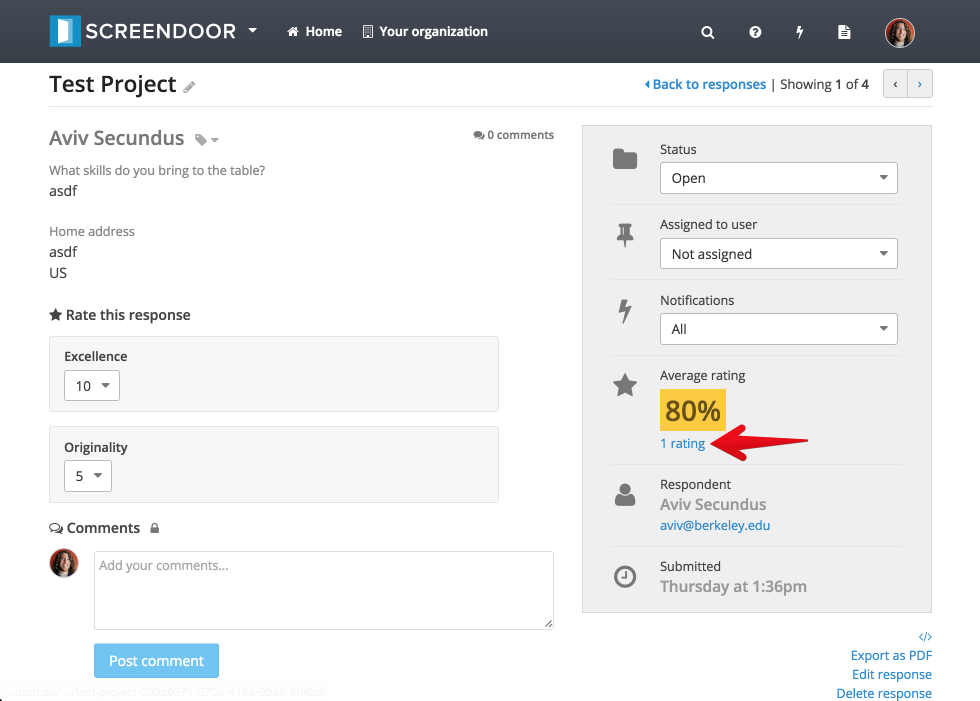 SCREENDOOR
Home
Your organization
Test Project
Back to responses | Showing 1 of 4
Aviv Secundus
0 comments
What skills do you bring to the table?
asdf
Home address
asdf
US
Rate this response
Excellence
10
Originality
5
Comments
Add your comments...
Post comment
Status
Open
Assigned to user
Not assigned
Notifications
All
Average rating
80%
1 rating
Respondent
Aviv Secundus
aviv@berkeley.edu
Submitted
Thursday at 1:36pm
</>
Export as PDF
Edit response
Delete response